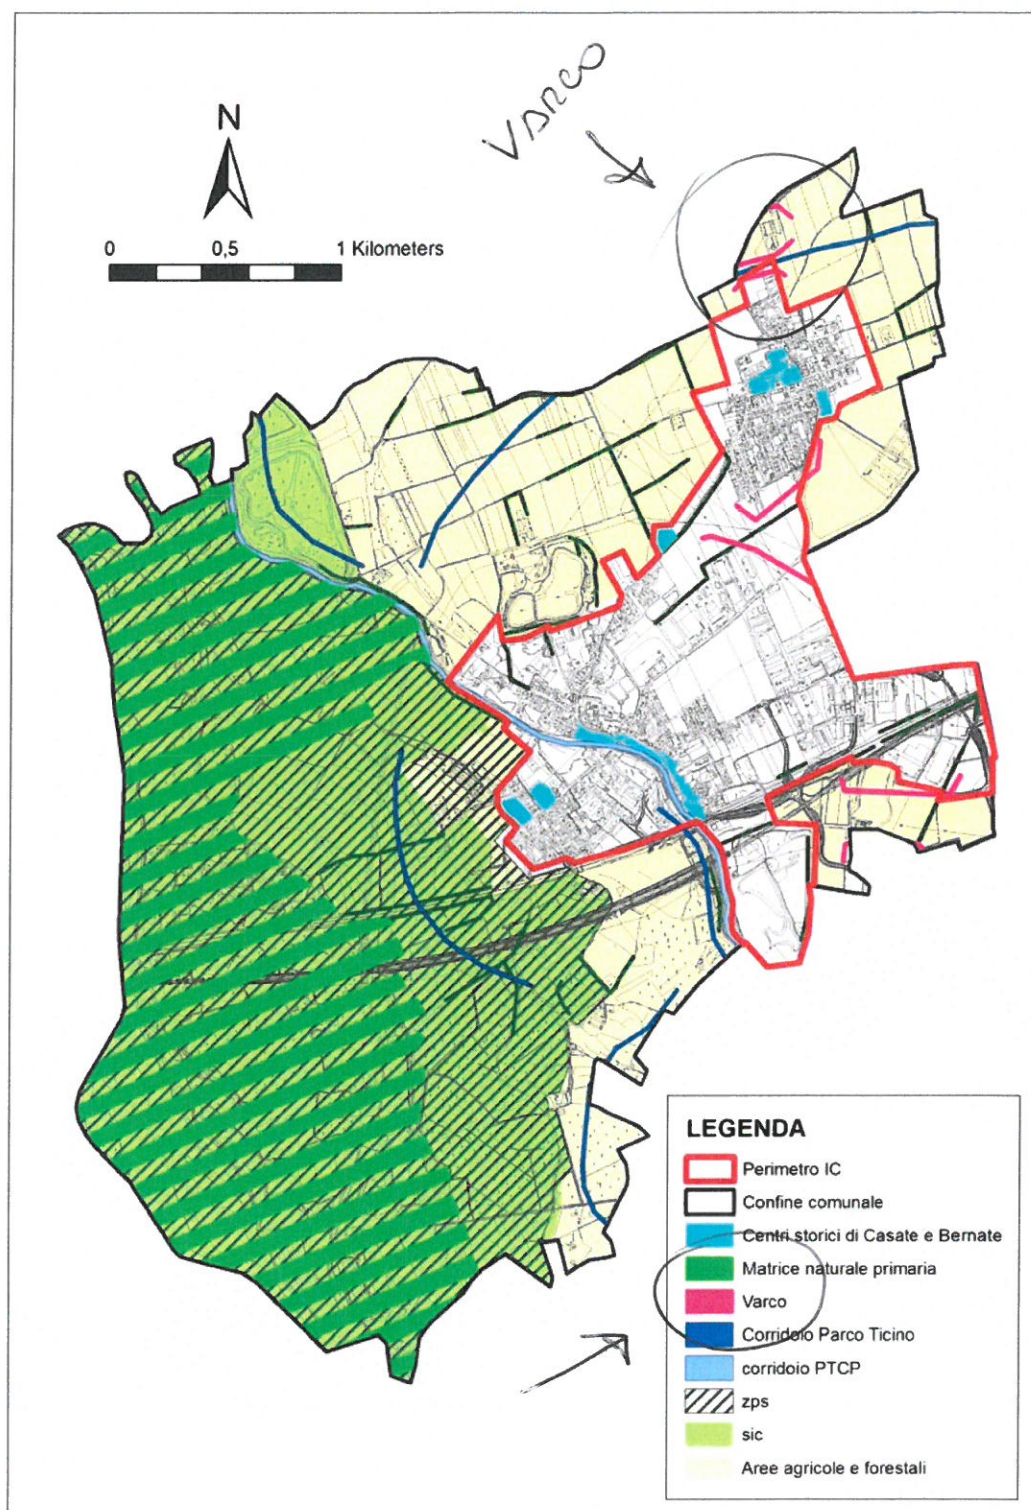 VARCO
N
0 0,5 1 Kilometers
LEGENDA
Perimetro IC
Confine comunale
Centri storici di Casate e Bernate
Matrice naturale primaria
Varco
Corridoio Parco Ticino
corridoio PTCP
zps
sic
Aree agricole e forestali